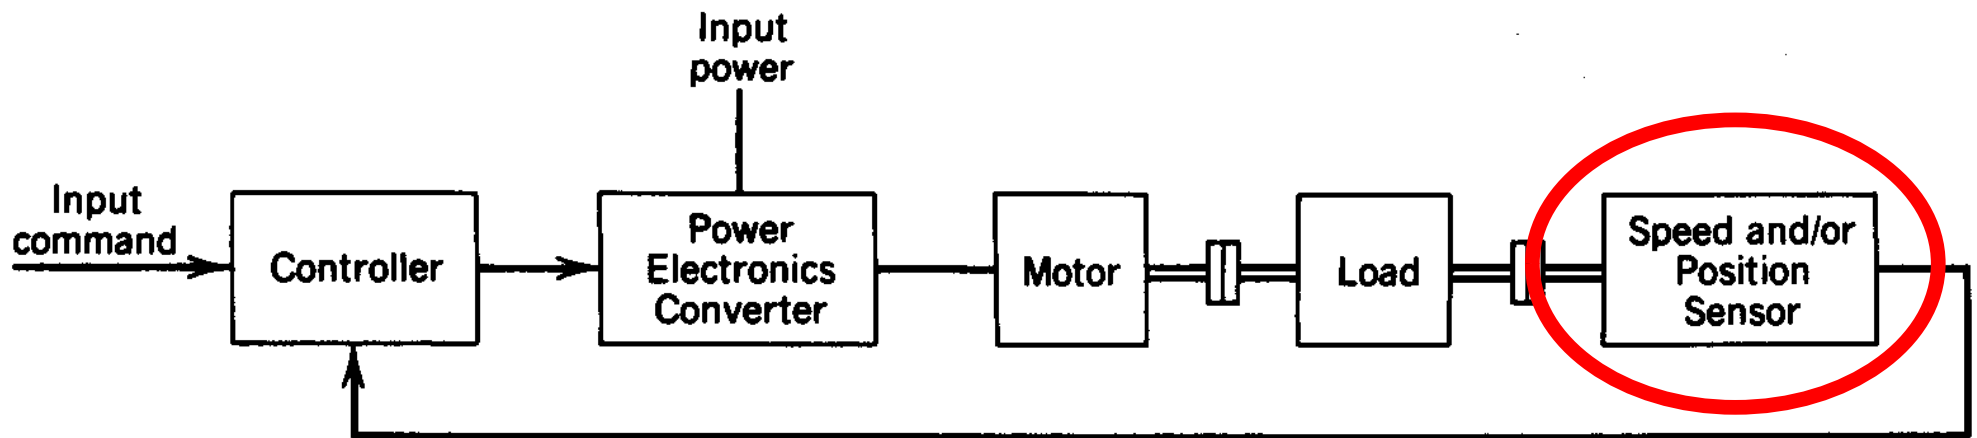 Input
power
Input
command
Controller
Power
Electronics
Converter
Motor
Load
Speed and/or
Position
Sensor